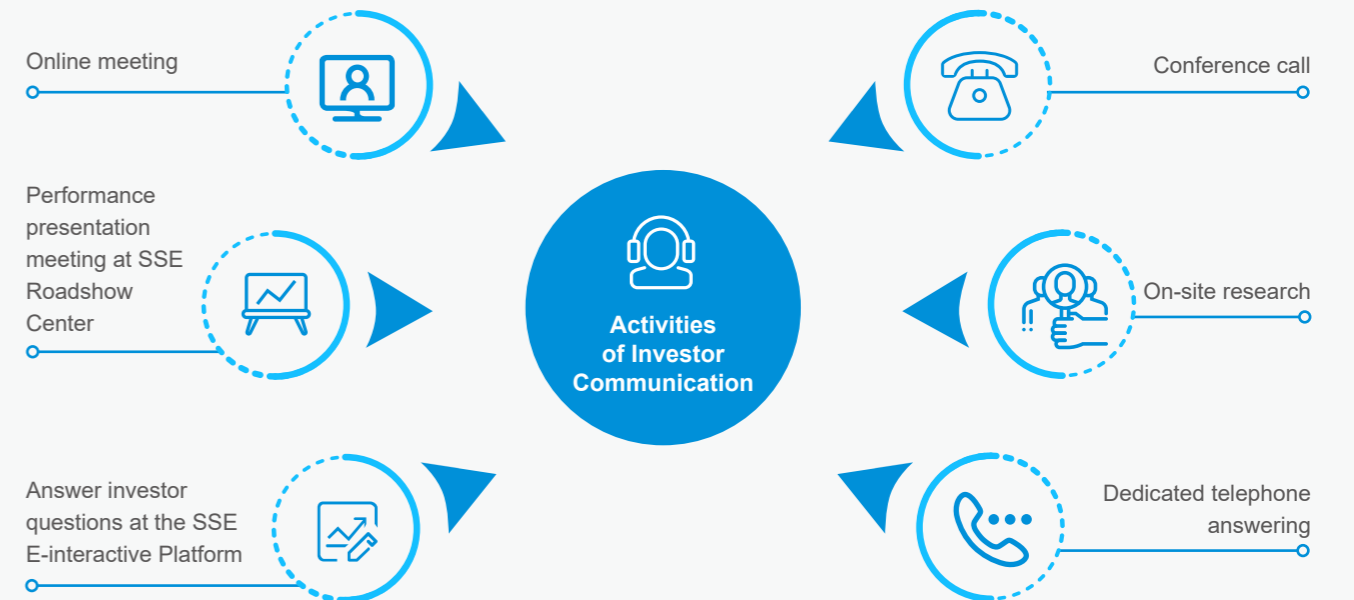 Online meeting
Performance
presentation
meeting at SSE
Roadshow
Center
Answer investor
questions at the SSE
E-interactive Platform
Activities
of Investor
Communication
Conference call
On-site research
Dedicated telephone
answering